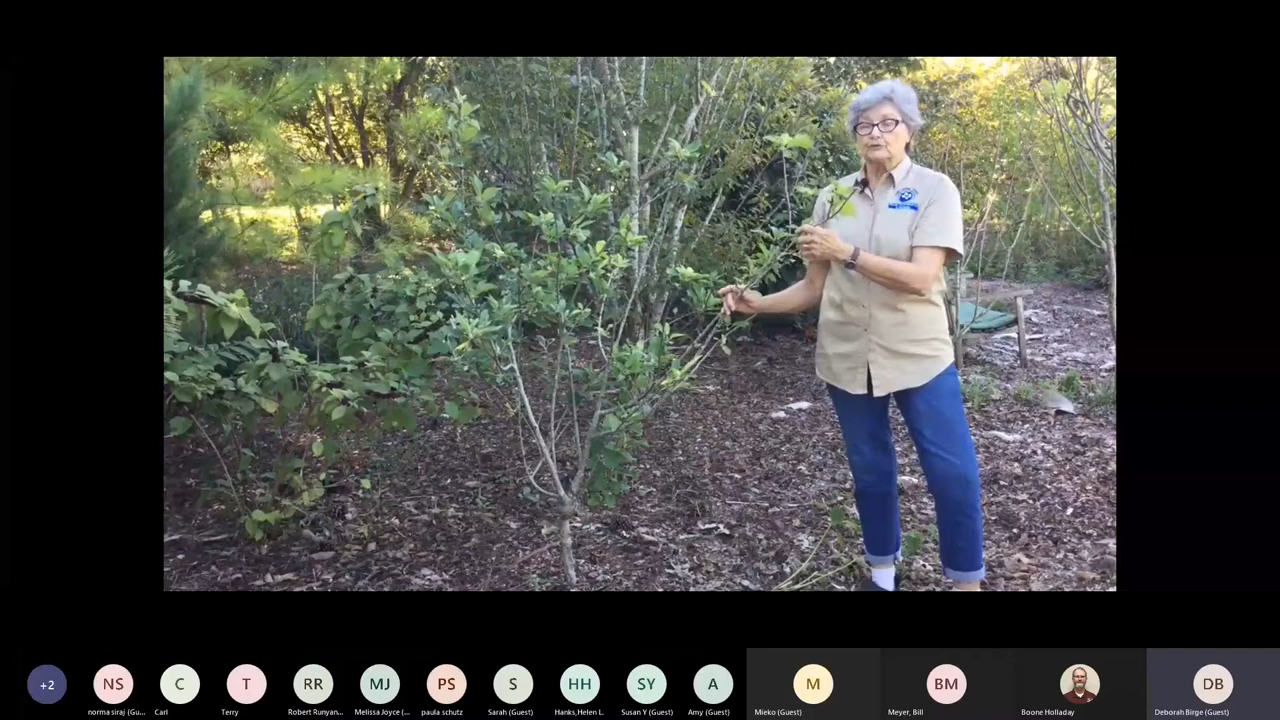 +2
NS
norma siraj (Gu...
C
Carl
T
Terry
RR
Robert Runyan...
MJ
Melissa Joyce (...
PS
paula schutz
S
Sarah (Guest)
HH
Hanks,Helen L.
SY
Susan Y (Guest)
A
Amy (Guest)
M
Mieko (Guest)
BM
Meyer, Bill
Boone Holladay
DB
Deborah Birge (Guest)